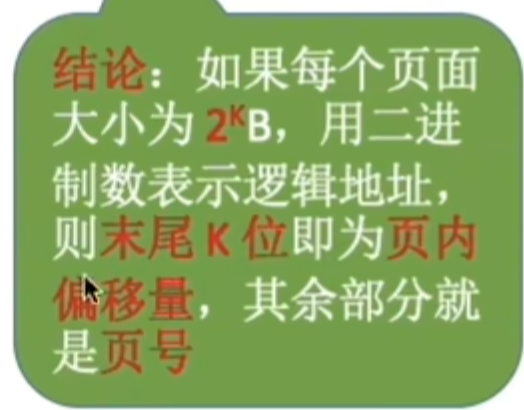 结论：如果每个页面
大小为 2ᴷB，用二进
制数表示逻辑地址，
则末尾 K 位即为页内
偏移量，其余部分就
是页号